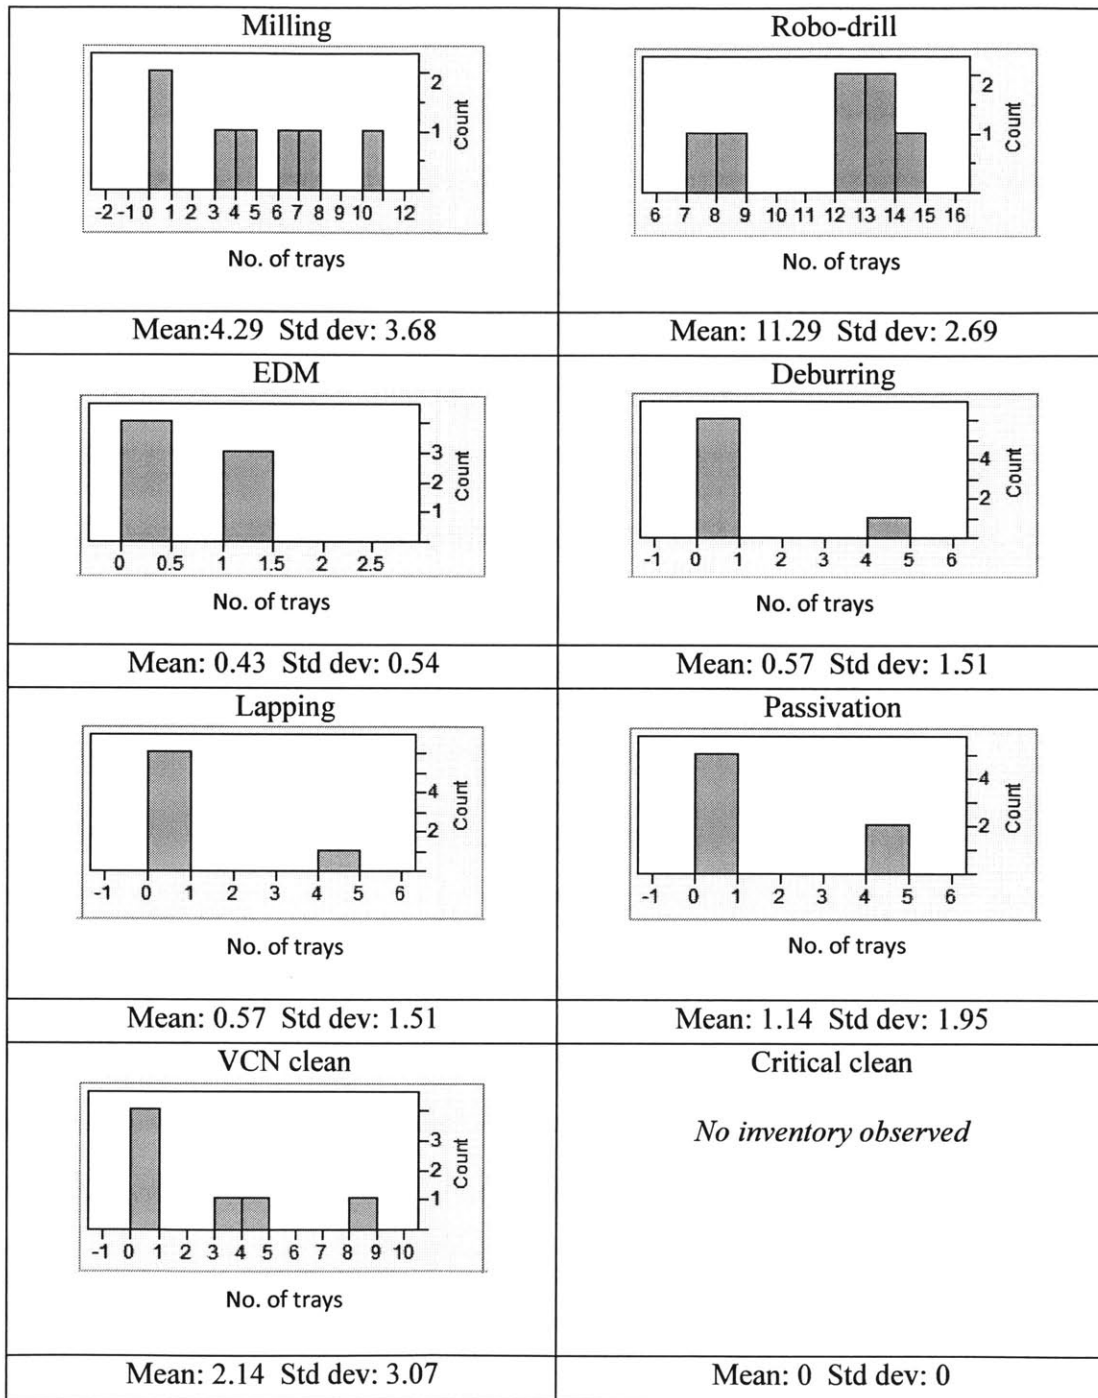 Milling
2
1
Count
-2 -1 0 1 2 3 4 5 6 7 8 9 10 12
No. of trays
Mean:4.29 Std dev: 3.68
Robo-drill
2
1
Count
6 7 8 9 10 11 12 13 14 15 16
No. of trays
Mean: 11.29 Std dev: 2.69
EDM
3
2
1
Count
0 0.5 1 1.5 2 2.5
No. of trays
Mean: 0.43 Std dev: 0.54
Deburring
4
2
Count
-1 0 1 2 3 4 5 6
No. of trays
Mean: 0.57 Std dev: 1.51
Lapping
4
2
Count
-1 0 1 2 3 4 5 6
No. of trays
Mean: 0.57 Std dev: 1.51
Passivation
4
2
Count
-1 0 1 2 3 4 5 6
No. of trays
Mean: 1.14 Std dev: 1.95
VCN clean
3
2
1
Count
-1 0 1 2 3 4 5 6 7 8 9 10
No. of trays
Mean: 2.14 Std dev: 3.07
Critical clean
No inventory observed
Mean: 0 Std dev: 0